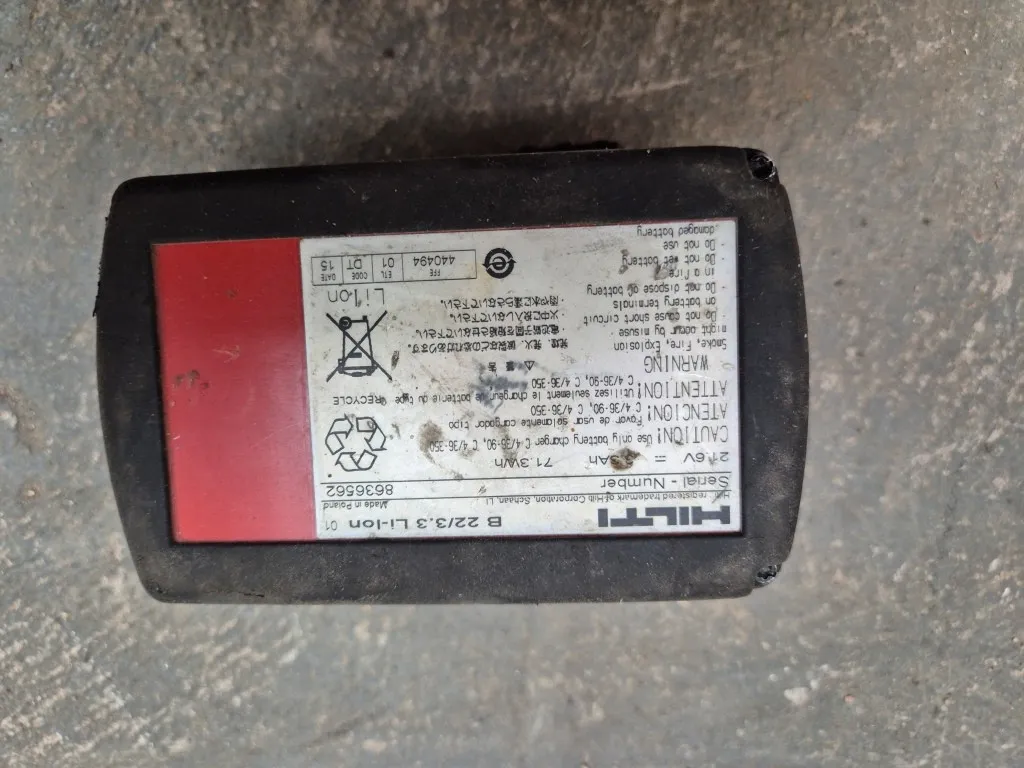 HILTI B 22/3.3 Li-Ion 01
Hilti registered trademark of Hilti Corporation, Schaan, LI Made in Poland
Serial - Number 8636562
21.6V 71.3Wh
CAUTION! Use only battery charger C 4/36-90, C 4/36-350
Favor de usar solamente cargador tipo
ATENCION! C 4/36-90, C 4/36-350
Utilisez seulement le chargeur de batterie du type
ATTENTION! C 4/36-90, C 4/36-350
WARNING
Smoke, Fire, Explosion
might occur by misuse
- Do not cause short circuit
on battery terminals
- Do not dispose of battery
in a fire
- Do not wet battery
- Do not use
damaged battery
RECYCLE
Li Ion
FFE ETL CODE DATE
440494 01 DT 15